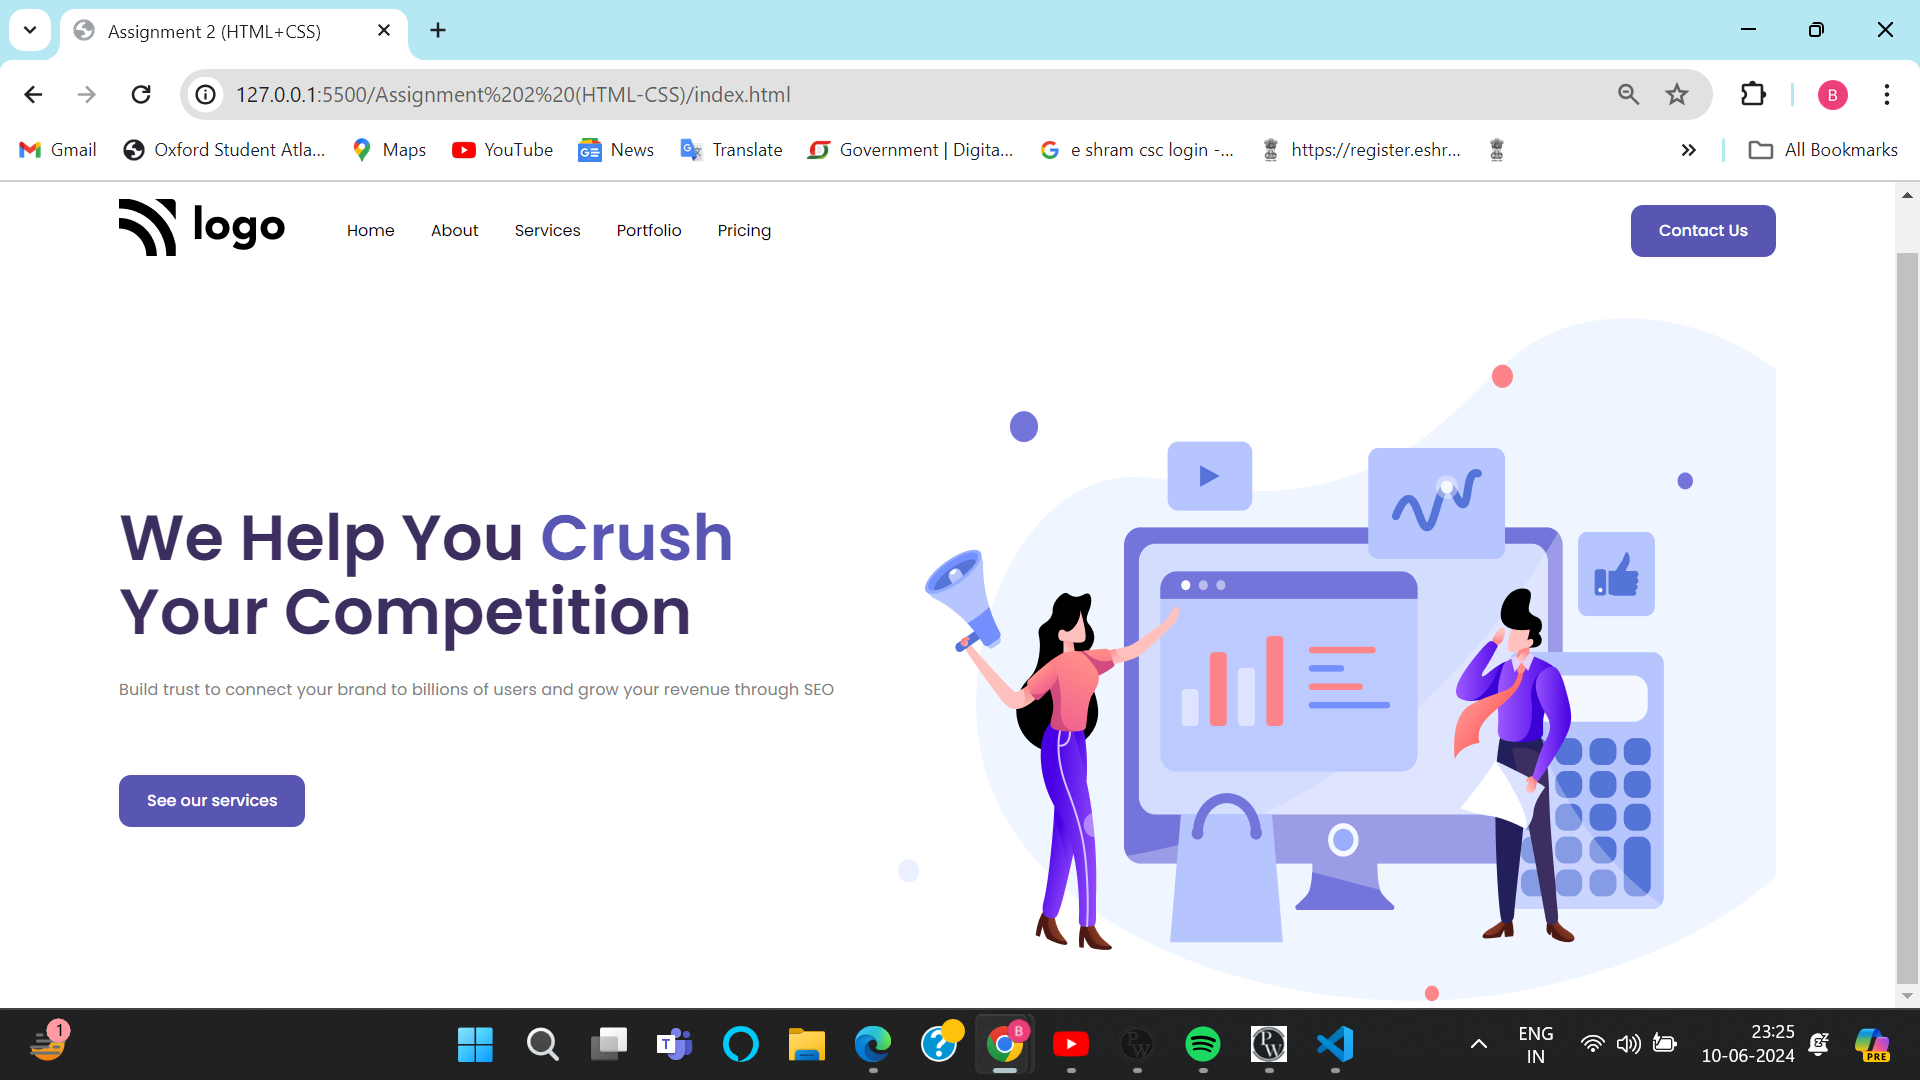 Assignment 2 (HTML+CSS)
127.0.0.1:5500/Assignment%202%20(HTML-CSS)/index.html
B
Gmail
Oxford Student Atla...
Maps
YouTube
News
Translate
Government | Digita...
e shram csc login -...
https://register.eshr...
All Bookmarks
logo
Home
About
Services
Portfolio
Pricing
Contact Us
We Help You Crush
Your Competition
Build trust to connect your brand to billions of users and grow your revenue through SEO
See our services
1
T
?
B
PW
PW
ENG
IN
23:25
10-06-2024
PRE